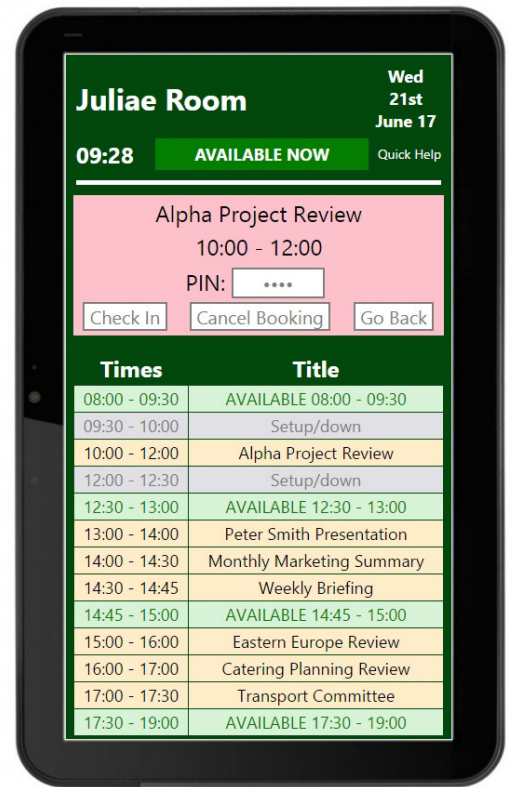 Juliae Room
Wed
21st
June 17
09:28
AVAILABLE NOW
Quick Help
Alpha Project Review
10:00 - 12:00
PIN: ••••
Check In
Cancel Booking
Go Back
Times Title
08:00 - 09:30 AVAILABLE 08:00 - 09:30
09:30 - 10:00 Setup/down
10:00 - 12:00 Alpha Project Review
12:00 - 12:30 Setup/down
12:30 - 13:00 AVAILABLE 12:30 - 13:00
13:00 - 14:00 Peter Smith Presentation
14:00 - 14:30 Monthly Marketing Summary
14:30 - 14:45 Weekly Briefing
14:45 - 15:00 AVAILABLE 14:45 - 15:00
15:00 - 16:00 Eastern Europe Review
16:00 - 17:00 Catering Planning Review
17:00 - 17:30 Transport Committee
17:30 - 19:00 AVAILABLE 17:30 - 19:00